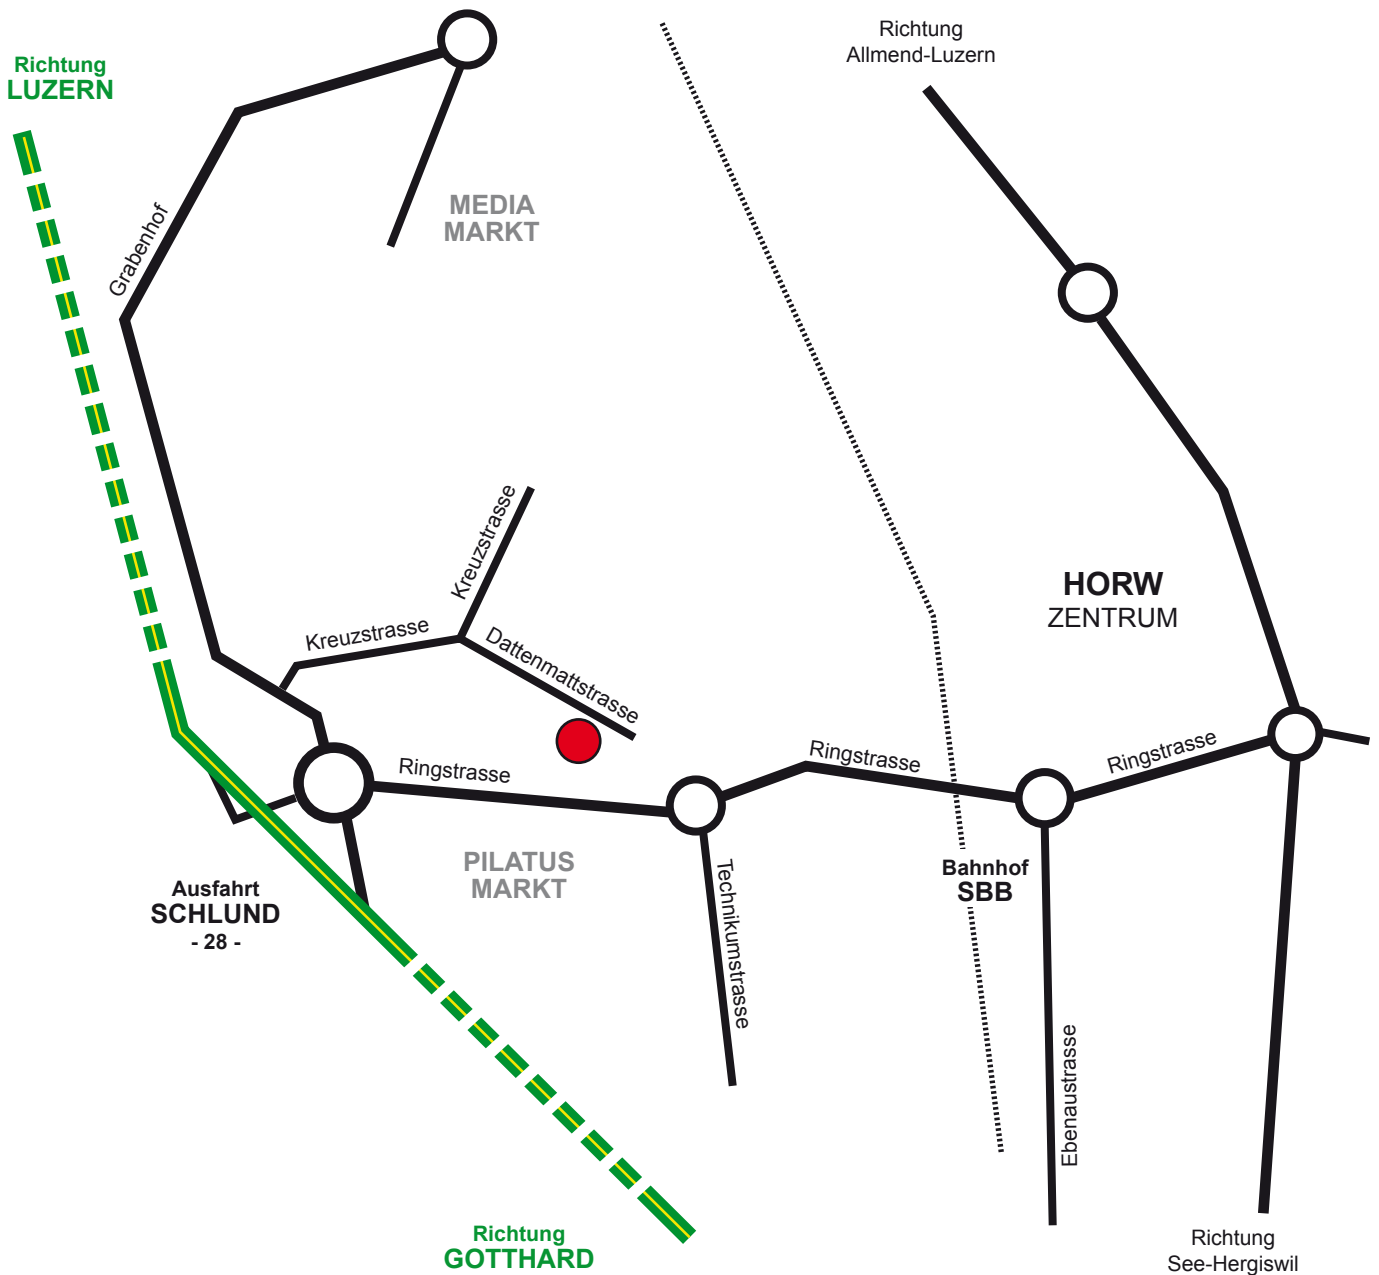 Richtung
Allmend-Luzern
Richtung
LUZERN
MEDIA
MARKT
Grabenhof
Kreuzstrasse
HORW
ZENTRUM
Kreuzstrasse
Dattenmattstrasse
Ringstrasse
Ringstrasse
Ringstrasse
PILATUS
MARKT
Bahnhof
SBB
Ausfahrt
SCHLUND
- 28 -
Technikumstrasse
Ebenaustrasse
Richtung
GOTTHARD
Richtung
See-Hergiswil